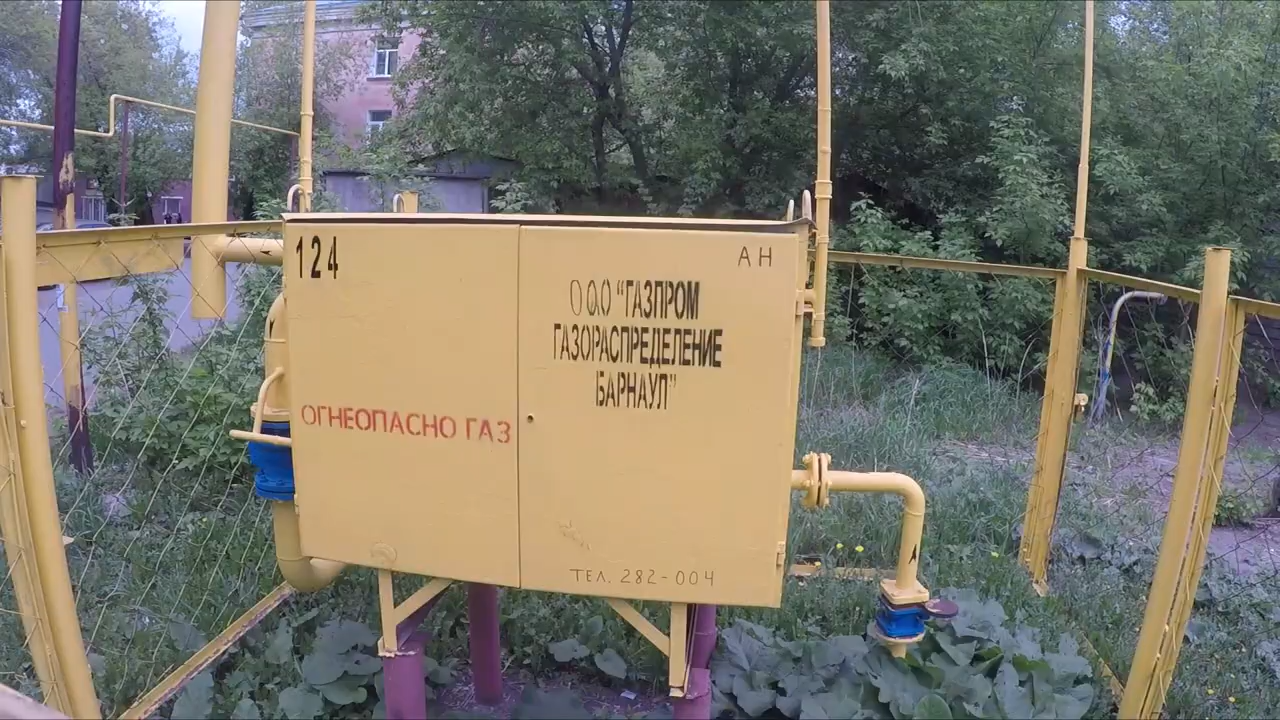 124
АН
ООО "ГАЗПРОМ
ГАЗОРАСПРЕДЕЛЕНИЕ
БАРНАУЛ"
ОГНЕОПАСНО ГАЗ
ТЕЛ. 282-004